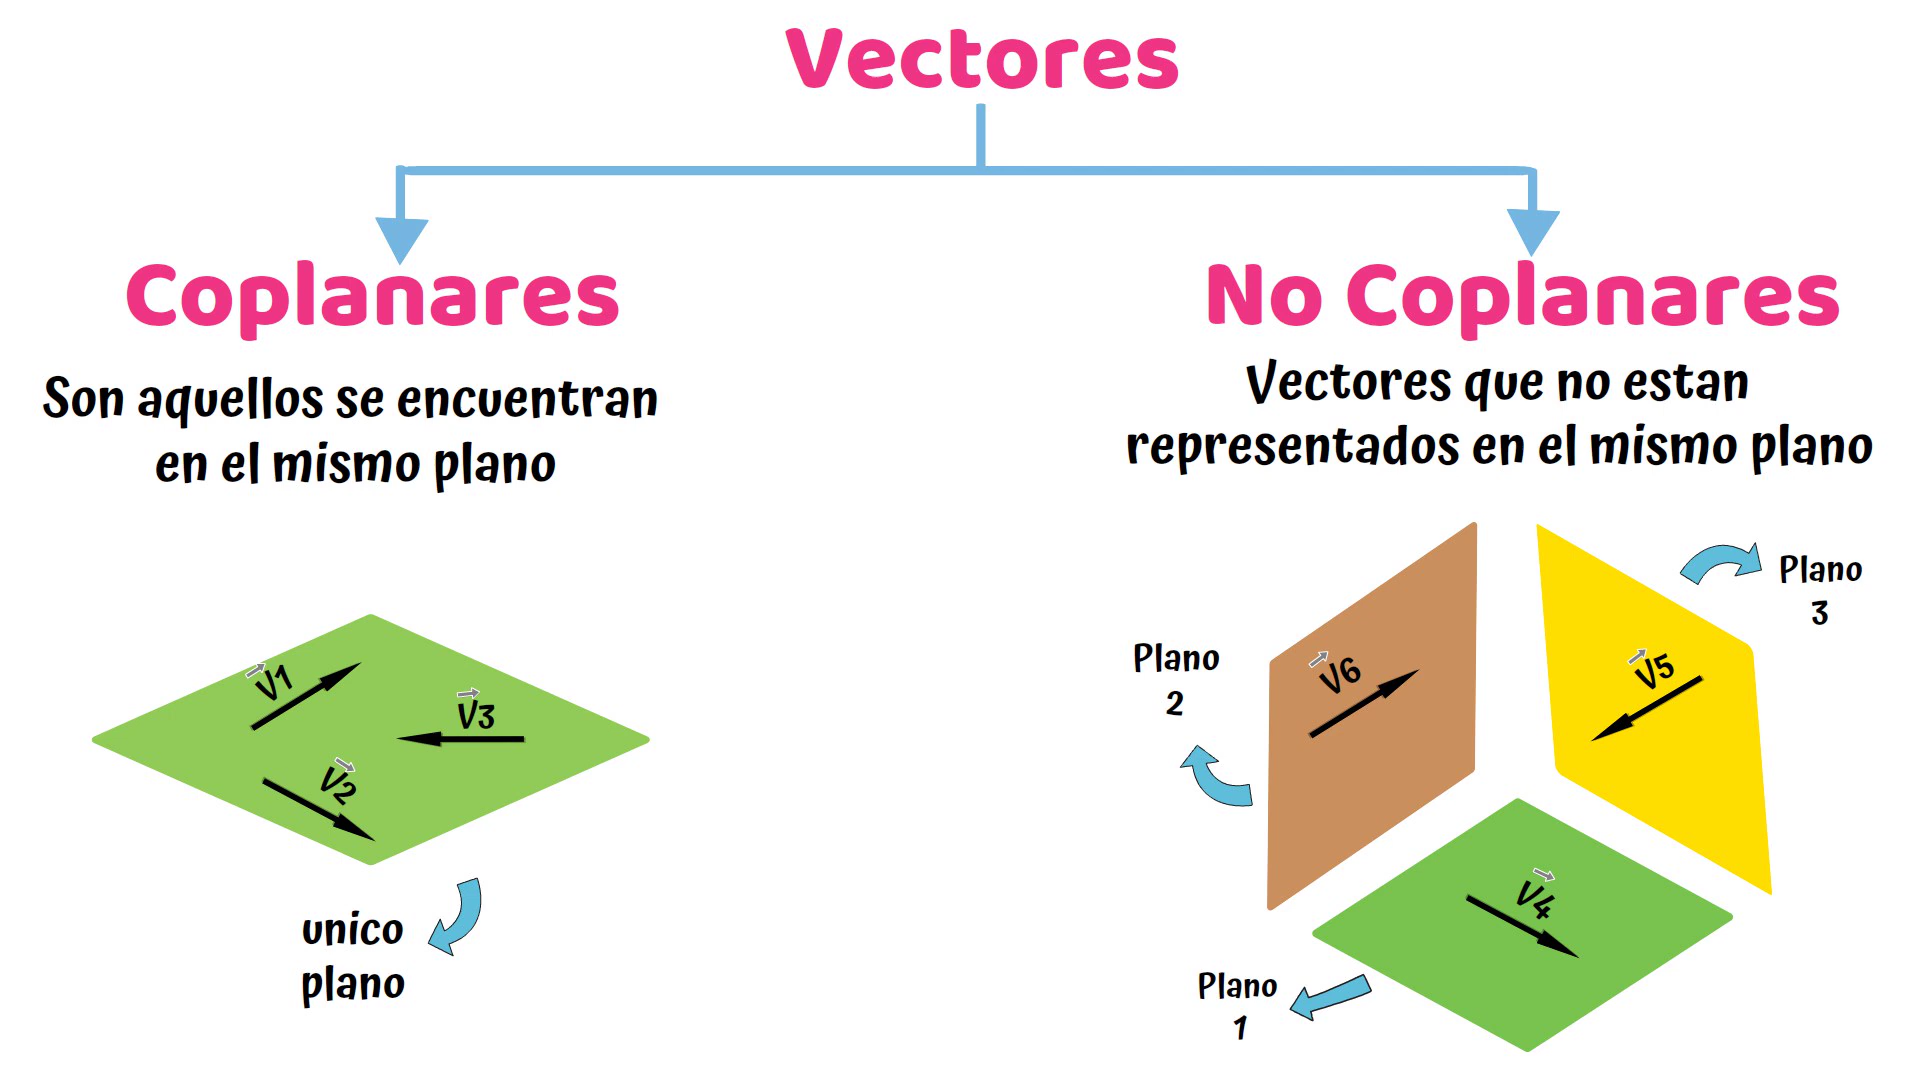 Vectores
Coplanares
Son aquellos se encuentran
en el mismo plano
V1
V3
V2
unico
plano
No Coplanares
Vectores que no estan
representados en el mismo plano
Plano
3
Plano
2
V6
V5
V4
Plano
1